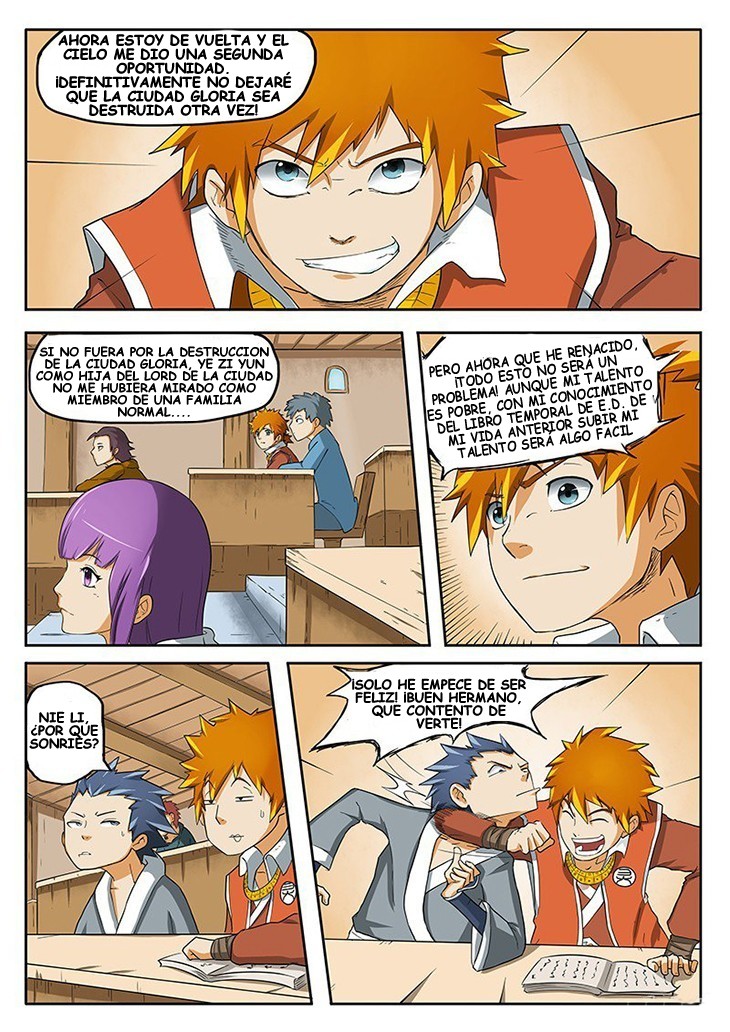 AHORA ESTOY DE VUELTA Y EL
CIELO ME DIO UNA SEGUNDA
OPORTUNIDAD.
¡DEFINITIVAMENTE NO DEJARÉ
QUE LA CIUDAD GLORIA SEA
DESTRUIDA OTRA VEZ!
SI NO FUERA POR LA DESTRUCCION
DE LA CIUDAD GLORIA, YE ZI YUN
COMO HIJA DEL LORD DE LA CIUDAD
NO ME HUBIERA MIRADO COMO
MIEMBRO DE UNA FAMILIA
NORMAL....
PERO AHORA QUE HE RENACIDO,
¡TODO ESTO NO SERÁ UN
PROBLEMA! AUNQUE MI TALENTO
ES POBRE, CON MI CONOCIMIENTO
DEL LIBRO TEMPORAL DE E.D. DE
MI VIDA ANTERIOR SUBIR MI
TALENTO SERÁ ALGO FACIL
NIE LI,
¿POR QUE
SONRIES?
¡SOLO HE EMPECE DE SER
FELIZ! ¡BUEN HERMANO,
QUE CONTENTO DE
VERTE!